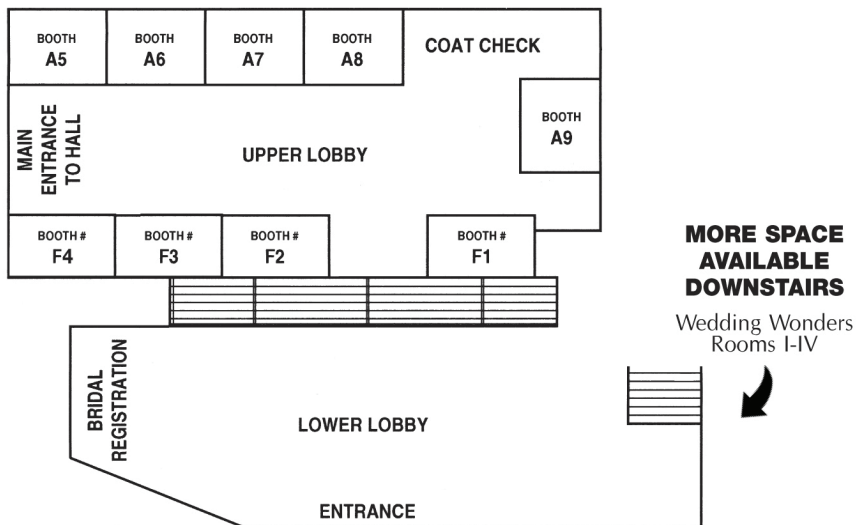 BOOTH
A5
BOOTH
A6
BOOTH
A7
BOOTH
A8
COAT CHECK
BOOTH
A9
MAIN
ENTRANCE
TO HALL
UPPER LOBBY
BOOTH #
F4
BOOTH #
F3
BOOTH #
F2
BOOTH #
F1
MORE SPACE
AVAILABLE
DOWNSTAIRS
Wedding Wonders
Rooms I-IV
BRIDAL
REGISTRATION
LOWER LOBBY
ENTRANCE